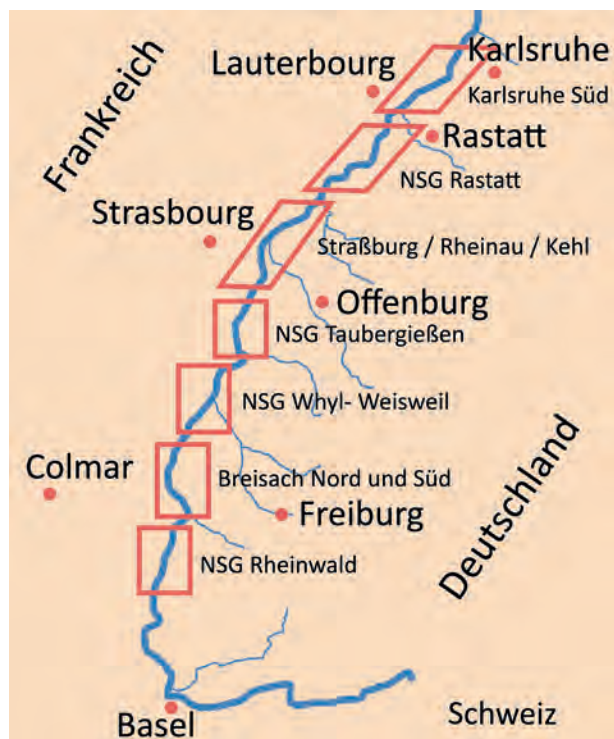 Frankreich
Lauterbourg
Karlsruhe
Karlsruhe Süd
Rastatt
NSG Rastatt
Strasbourg
Straßburg / Rheinau / Kehl
Offenburg
NSG Taubergießen
NSG Whyl- Weisweil
Colmar
Breisach Nord und Süd
Freiburg
Deutschland
NSG Rheinwald
Basel
Schweiz